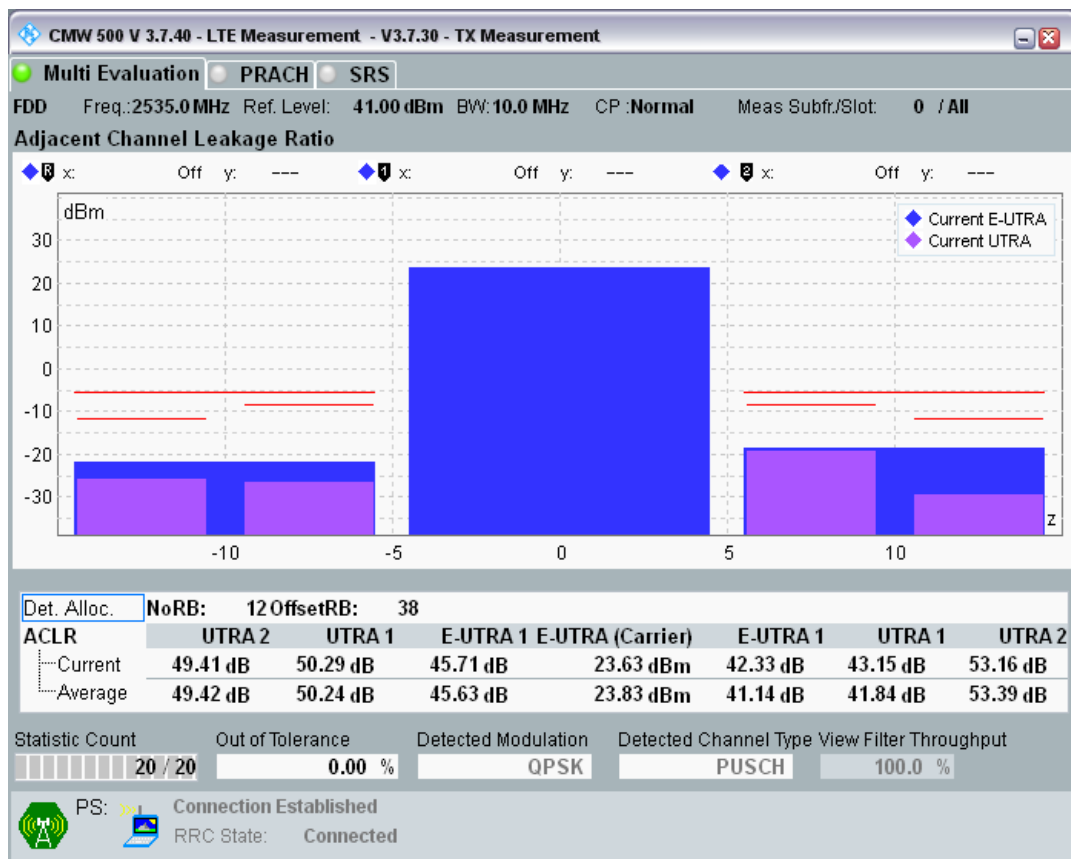 CMW 500 V 3.7.40 - LTE Measurement - V3.7.30 - TX Measurement
Multi Evaluation PRACH SRS
FDD Freq.:2535.0 MHz Ref. Level: 41.00 dBm BW:10.0 MHz CP :Normal Meas Subfr./Slot: 0 / All
Adjacent Channel Leakage Ratio
R x: Off y: --- 1 x: Off y: --- 2 x: Off y: ---
dBm
Current E-UTRA
Current UTRA
30
20
10
0
-10
-20
-30
z
-10 -5 0 5 10
Det. Alloc. NoRB: 12 OffsetRB: 38
ACLR UTRA 2 UTRA 1 E-UTRA 1 E-UTRA (Carrier) E-UTRA 1 UTRA 1 UTRA 2
Current 49.41 dB 50.29 dB 45.71 dB 23.63 dBm 42.33 dB 43.15 dB 53.16 dB
Average 49.42 dB 50.24 dB 45.63 dB 23.83 dBm 41.14 dB 41.84 dB 53.39 dB
Statistic Count Out of Tolerance Detected Modulation Detected Channel Type View Filter Throughput
20 / 20 0.00 % QPSK PUSCH 100.0 %
PS: Connection Established
RRC State: Connected